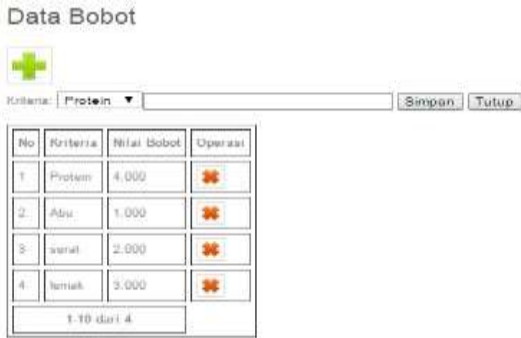 Data Bobot
Kriteria: Protein Simpan Tutup
No Kriteria Nilai Bobot Operasi
1. Protein 4.000
2. Abu 1.000
3. serat 2.000
4. lemak 3.000
1-10 dari 4